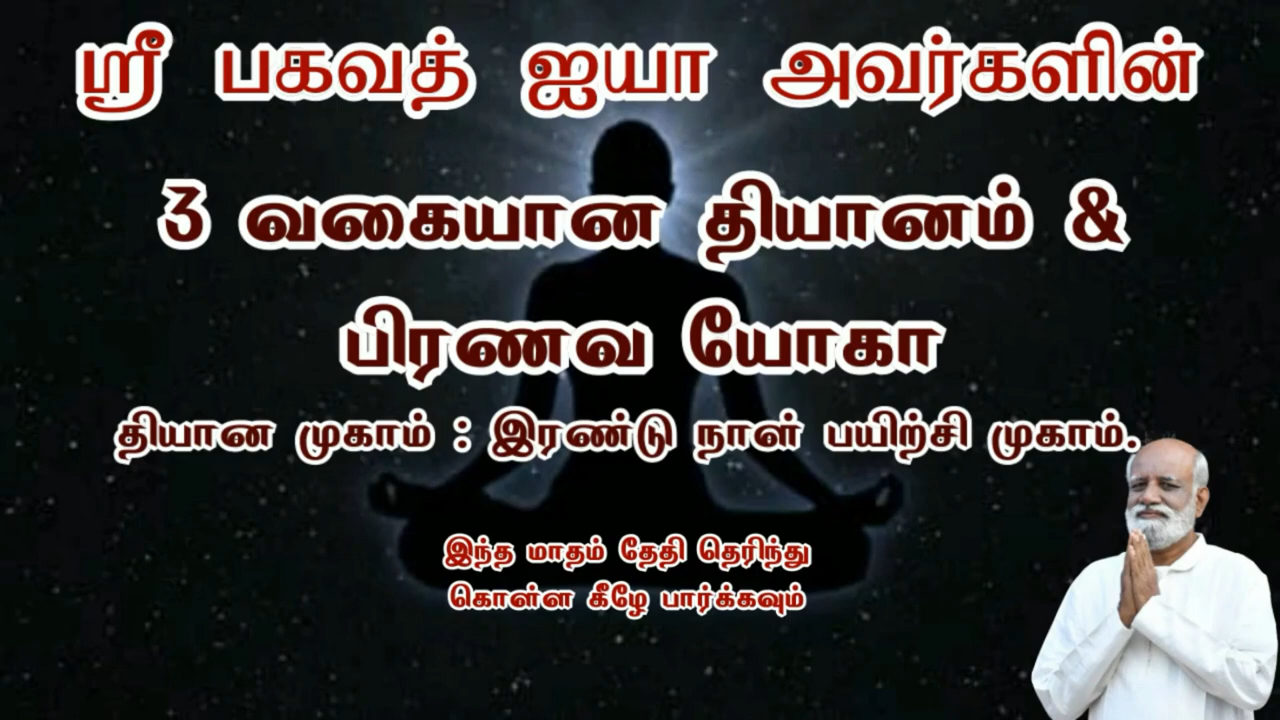 ஸ்ரீ பகவத் ஐயா அவர்களின்
3 வகையான தியானம் &
பிரணவ யோகா
தியான முகாம் : இரண்டு நாள் பயிற்சி முகாம்.
இந்த மாதம் தேதி தெரிந்து
கொள்ள கீழே பார்க்கவும்